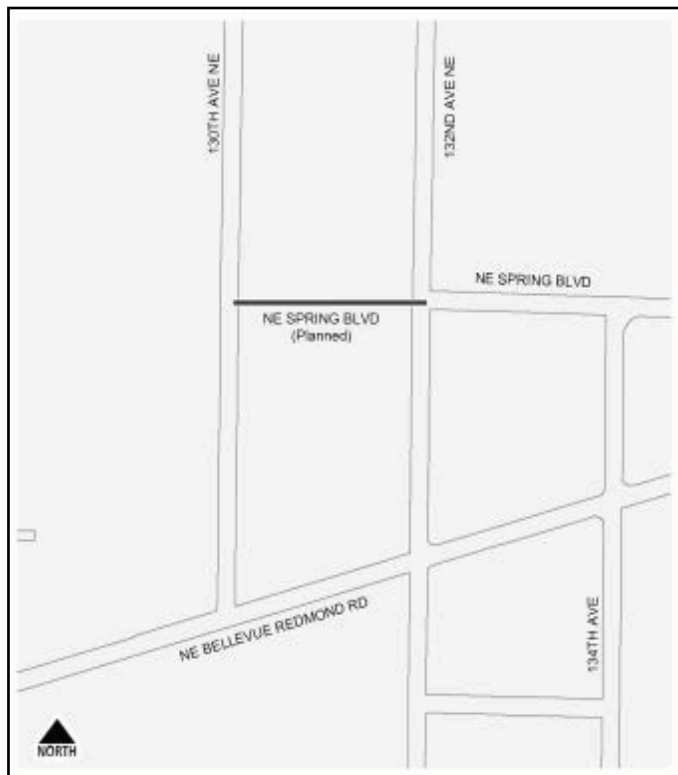 130TH AVE NE
132ND AVE NE
NE SPRING BLVD
NE SPRING BLVD
(Planned)
NE BELLEVUE REDMOND RD
134TH AVE
NORTH